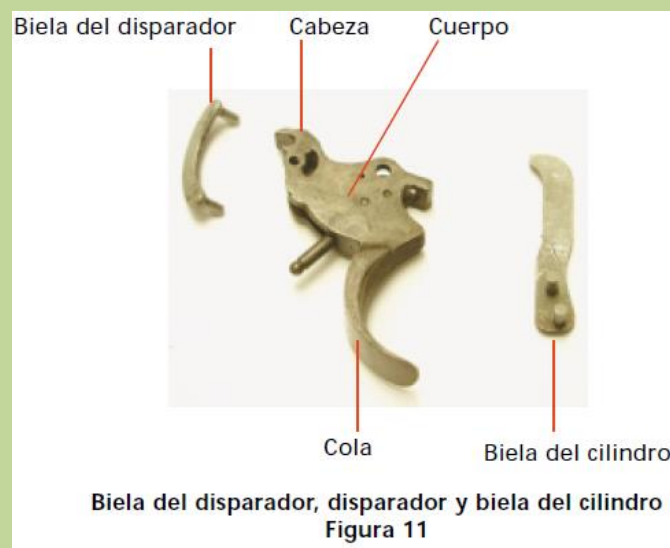 Biela del disparador Cabeza Cuerpo
Cola
Biela del cilindro
Biela del disparador, disparador y biela del cilindro
Figura 11